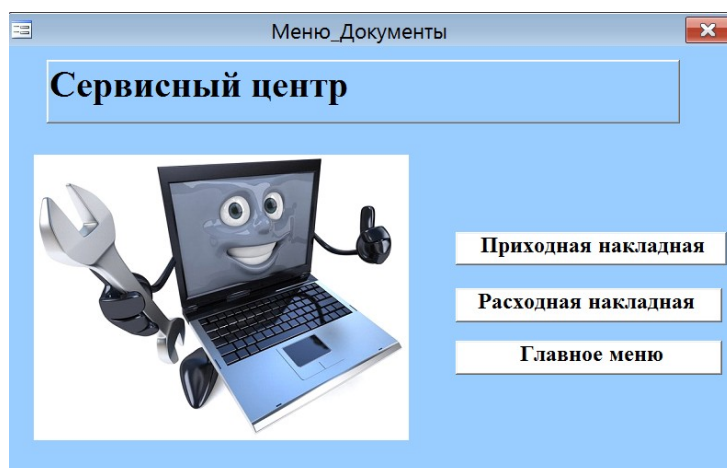 Меню_Документы
Сервисный центр
Приходная накладная
Расходная накладная
Главное меню